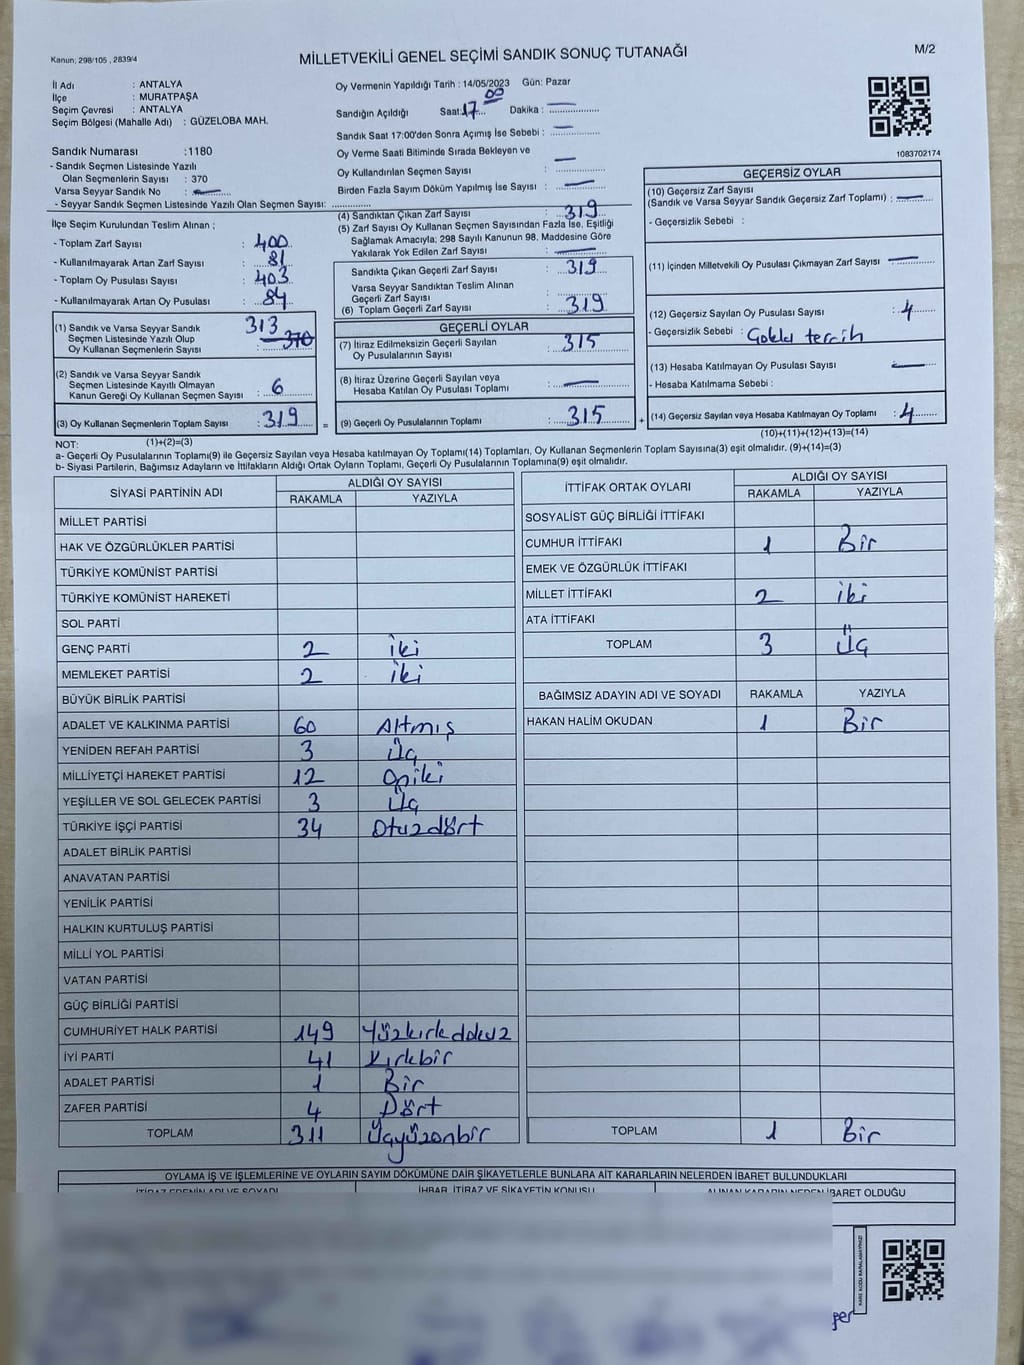 Kanun; 298/105 , 2839/4
MİLLETVEKİLİ GENEL SEÇİMİ SANDIK SONUÇ TUTANAĞI
M/2
İl Adı : ANTALYA
İlçe : MURATPAŞA
Seçim Çevresi : ANTALYA
Seçim Bölgesi (Mahalle Adı) : GÜZELOBA MAH.
Sandık Numarası :1180
- Sandık Seçmen Listesinde Yazılı
Olan Seçmenlerin Sayısı : 370
Varsa Seyyar Sandık No : —
- Seyyar Sandık Seçmen Listesinde Yazılı Olan Seçmen Sayısı: ...............
Oy Vermenin Yapıldığı Tarih : 14/05/2023 Gün: Pazar
Sandığın Açıldığı Saat: 17 00 Dakika : —
Sandık Saat 17:00'den Sonra Açımış İse Sebebi : —
Oy Verme Saati Bitiminde Sırada Bekleyen ve
Oy Kullandırılan Seçmen Sayısı —
Birden Fazla Sayım Döküm Yapılmış İse Sayısı : —
1083702174
İlçe Seçim Kurulundan Teslim Alınan ;
- Toplam Zarf Sayısı : 400
- Kullanılmayarak Artan Zarf Sayısı : 81
- Toplam Oy Pusulası Sayısı : 403
- Kullanılmayarak Artan Oy Pusulası : 84
(1) Sandık ve Varsa Seyyar Sandık
Seçmen Listesinde Yazılı Olup
Oy Kullanan Seçmenlerin Sayısı : 313 370
(2) Sandık ve Varsa Seyyar Sandık
Seçmen Listesinde Kayıtlı Olmayan
Kanun Gereği Oy Kullanan Seçmen Sayısı : 6
(3) Oy Kullanan Seçmenlerin Toplam Sayısı : 319
(1)+(2)=(3)
(4) Sandıktan Çıkan Zarf Sayısı : 319
(5) Zarf Sayısı Oy Kullanan Seçmen Sayısından Fazla İse, Eşitliği
Sağlamak Amacıyla; 298 Sayılı Kanunun 98. Maddesine Göre
Yakılarak Yok Edilen Zarf Sayısı : —
Sandıkta Çıkan Geçerli Zarf Sayısı : 319
Varsa Seyyar Sandıktan Teslim Alınan
Geçerli Zarf Sayısı
(6) Toplam Geçerli Zarf Sayısı : 319
GEÇERLİ OYLAR
(7) İtiraz Edilmeksizin Geçerli Sayılan
Oy Pusulalarının Sayısı : 315
(8) İtiraz Üzerine Geçerli Sayılan veya
Hesaba Katılan Oy Pusulası Toplamı : —
= (9) Geçerli Oy Pusulalarının Toplamı : 315 +
GEÇERSİZ OYLAR
(10) Geçersiz Zarf Sayısı
(Sandık ve Varsa Seyyar Sandık Geçersiz Zarf Toplamı) : —
- Geçersizlik Sebebi :
(11) İçinden Milletvekili Oy Pusulası Çıkmayan Zarf Sayısı : —
(12) Geçersiz Sayılan Oy Pusulası Sayısı : 4
- Geçersizlik Sebebi : Çoklu tercih
(13) Hesaba Katılmayan Oy Pusulası Sayısı : —
- Hesaba Katılmama Sebebi :
(14) Geçersiz Sayılan veya Hesaba Katılmayan Oy Toplamı : 4
(10)+(11)+(12)+(13)=(14)
NOT:
a- Geçerli Oy Pusulaların Toplamı(9) ile Geçersiz Sayılan veya Hesaba katılmayan Oy Toplamı(14) Toplamları, Oy Kullanan Seçmenlerin Toplam Sayısına(3) eşit olmalıdır. (9)+(14)=(3)
b- Siyasi Partilerin, Bağımsız Adayların ve İttifakların Aldığı Ortak Oyların Toplamı, Geçerli Oy Pusulalarının Toplamına(9) eşit olmalıdır.
SİYASİ PARTİNİN ADI ALDIĞI OY SAYISI
RAKAMLA YAZIYLA
MİLLET PARTİSİ
HAK VE ÖZGÜRLÜKLER PARTİSİ
TÜRKİYE KOMÜNİST PARTİSİ
TÜRKİYE KOMÜNİST HAREKETİ
SOL PARTİ
GENÇ PARTİ 2 iki
MEMLEKET PARTİSİ 2 iki
BÜYÜK BİRLİK PARTİSİ
ADALET VE KALKINMA PARTİSİ 60 Altmış
YENİDEN REFAH PARTİSİ 3 Üç
MİLLİYETÇİ HAREKET PARTİSİ 12 Oniki
YEŞİLLER VE SOL GELECEK PARTİSİ 3 Üç
TÜRKİYE İŞÇİ PARTİSİ 34 Otuzdört
ADALET BİRLİK PARTİSİ
ANAVATAN PARTİSİ
YENİLİK PARTİSİ
HALKIN KURTULUŞ PARTİSİ
MİLLİ YOL PARTİSİ
VATAN PARTİSİ
GÜÇ BİRLİĞİ PARTİSİ
CUMHURİYET HALK PARTİSİ 149 Yüzkırkdokuz
İYİ PARTİ 41 Kırkbir
ADALET PARTİSİ 1 Bir
ZAFER PARTİSİ 4 Dört
TOPLAM 311 Üçyüzonbir
İTTİFAK ORTAK OYLARI ALDIĞI OY SAYISI
RAKAMLA YAZIYLA
SOSYALİST GÜÇ BİRLİĞİ İTTİFAKI
CUMHUR İTTİFAKI 1 Bir
EMEK VE ÖZGÜRLÜK İTTİFAKI
MİLLET İTTİFAKI 2 iki
ATA İTTİFAKI
TOPLAM 3 Üç
BAĞIMSIZ ADAYIN ADI VE SOYADI RAKAMLA YAZIYLA
HAKAN HALİM OKUDAN 1 Bir
TOPLAM 1 Bir
OYLAMA İŞ VE İŞLEMLERİNE VE OYLARIN SAYIM DÖKÜMÜNE DAİR ŞİKAYETLERLE BUNLARA AİT KARARLARIN NELERDEN İBARET BULUNDUKLARI
İTİRAZ EDENİN ADI VE SOYADI İHBAR, İTİRAZ VE ŞİKAYETİN KONUSU ALINAN KARARIN NEDEN İBARET OLDUĞU